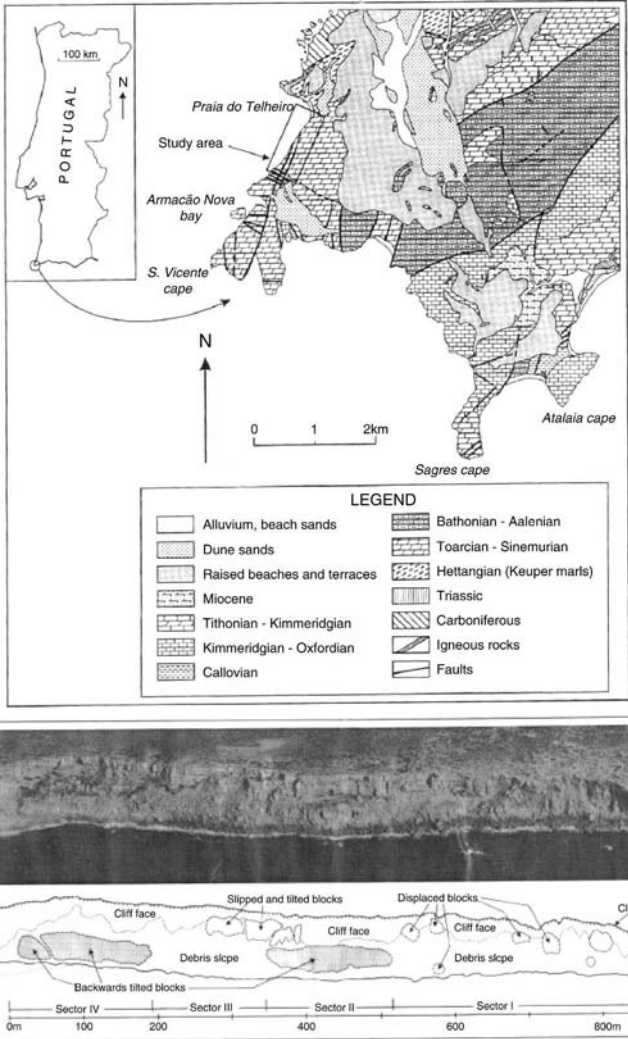 100 km
N
PORTUGAL
Praia do Telheiro
Study area
Armacão Nova
bay
S. Vicente
cape
N
0 1 2km
Atalaia cape
Sagres cape
LEGEND
Alluvium, beach sands
Dune sands
Raised beaches and terraces
Miocene
Tithonian - Kimmeridgian
Kimmeridgian - Oxfordian
Callovian
Bathonian - Aalenian
Toarcian - Sinemurian
Hettangian (Keuper marls)
Triassic
Carboniferous
Igneous rocks
Faults
Slipped and tilted blocks
Displaced blocks
Cl
Cliff face
Cliff face
Debris slcpe
Debris slcpe
Backwards tilted blocks
Sector IV
Sector III
Sector II
Sector I
0m 100 200 400 600 800m